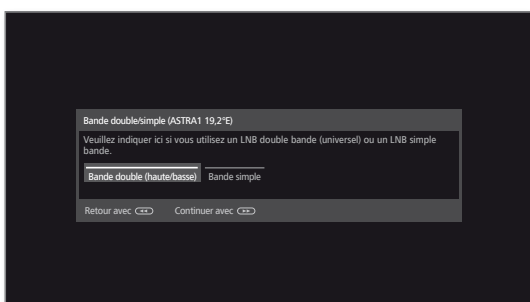 Bande double/simple (ASTRA1 19,2°E)
Veuillez indiquer ici si vous utilisez un LNB double bande (universel) ou un LNB simple
bande.
Bande double (haute/basse) Bande simple
Retour avec Continuer avec